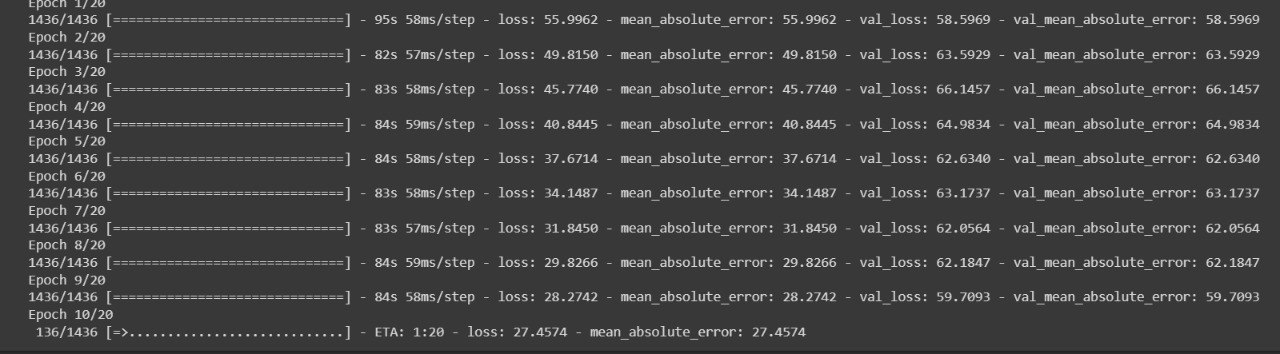 Epoch 1/20
1436/1436 [==============================] - 95s 58ms/step - loss: 55.9962 - mean_absolute_error: 55.9962 - val_loss: 58.5969 - val_mean_absolute_error: 58.5969
Epoch 2/20
1436/1436 [==============================] - 82s 57ms/step - loss: 49.8150 - mean_absolute_error: 49.8150 - val_loss: 63.5929 - val_mean_absolute_error: 63.5929
Epoch 3/20
1436/1436 [==============================] - 83s 58ms/step - loss: 45.7740 - mean_absolute_error: 45.7740 - val_loss: 66.1457 - val_mean_absolute_error: 66.1457
Epoch 4/20
1436/1436 [==============================] - 84s 59ms/step - loss: 40.8445 - mean_absolute_error: 40.8445 - val_loss: 64.9834 - val_mean_absolute_error: 64.9834
Epoch 5/20
1436/1436 [==============================] - 84s 58ms/step - loss: 37.6714 - mean_absolute_error: 37.6714 - val_loss: 62.6340 - val_mean_absolute_error: 62.6340
Epoch 6/20
1436/1436 [==============================] - 83s 58ms/step - loss: 34.1487 - mean_absolute_error: 34.1487 - val_loss: 63.1737 - val_mean_absolute_error: 63.1737
Epoch 7/20
1436/1436 [==============================] - 83s 57ms/step - loss: 31.8450 - mean_absolute_error: 31.8450 - val_loss: 62.0564 - val_mean_absolute_error: 62.0564
Epoch 8/20
1436/1436 [==============================] - 84s 59ms/step - loss: 29.8266 - mean_absolute_error: 29.8266 - val_loss: 62.1847 - val_mean_absolute_error: 62.1847
Epoch 9/20
1436/1436 [==============================] - 84s 58ms/step - loss: 28.2742 - mean_absolute_error: 28.2742 - val_loss: 59.7093 - val_mean_absolute_error: 59.7093
Epoch 10/20
136/1436 [=>............................] - ETA: 1:20 - loss: 27.4574 - mean_absolute_error: 27.4574